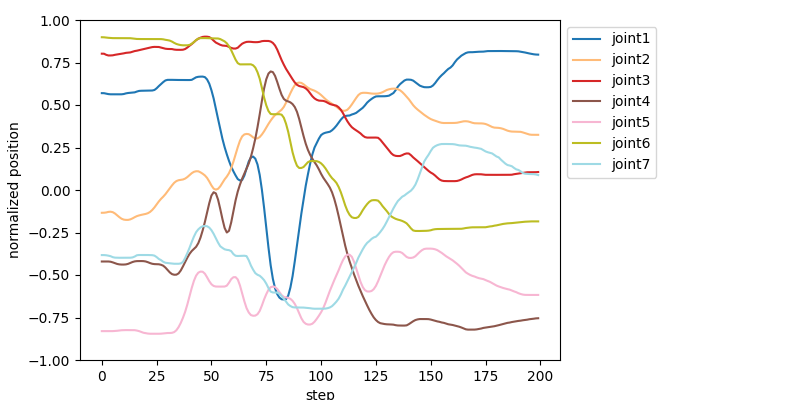 1.00
0.75
0.50
0.25
0.00
−0.25
−0.50
−0.75
−1.00
normalized position
0 25 50 75 100 125 150 175 200
step
joint1
joint2
joint3
joint4
joint5
joint6
joint7